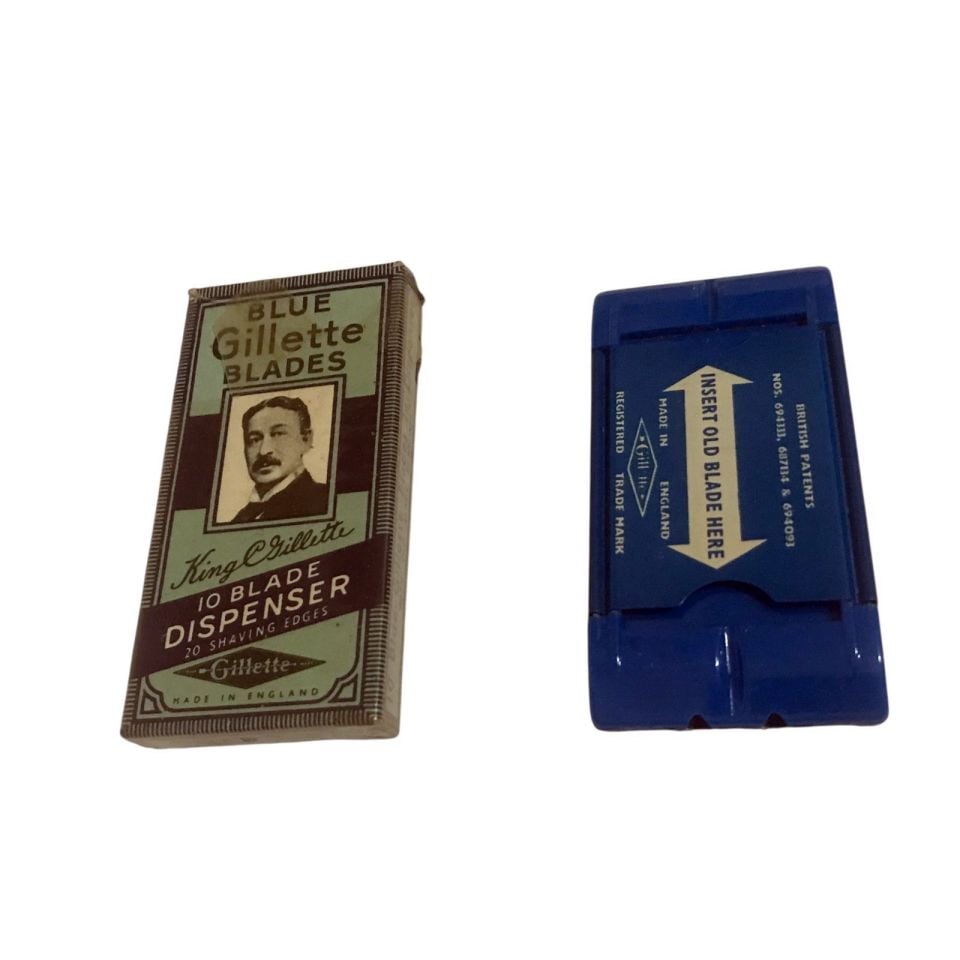 BLUE
Gillette
BLADES
King C Gillette
10 BLADE
DISPENSER
20 SHAVING EDGES
Gillette
MADE IN ENGLAND
BRITISH PATENTS
NOS. 694333, 687134 & 694093
INSERT OLD BLADE HERE
MADE IN ENGLAND
Gillette
REGISTERED TRADE MARK